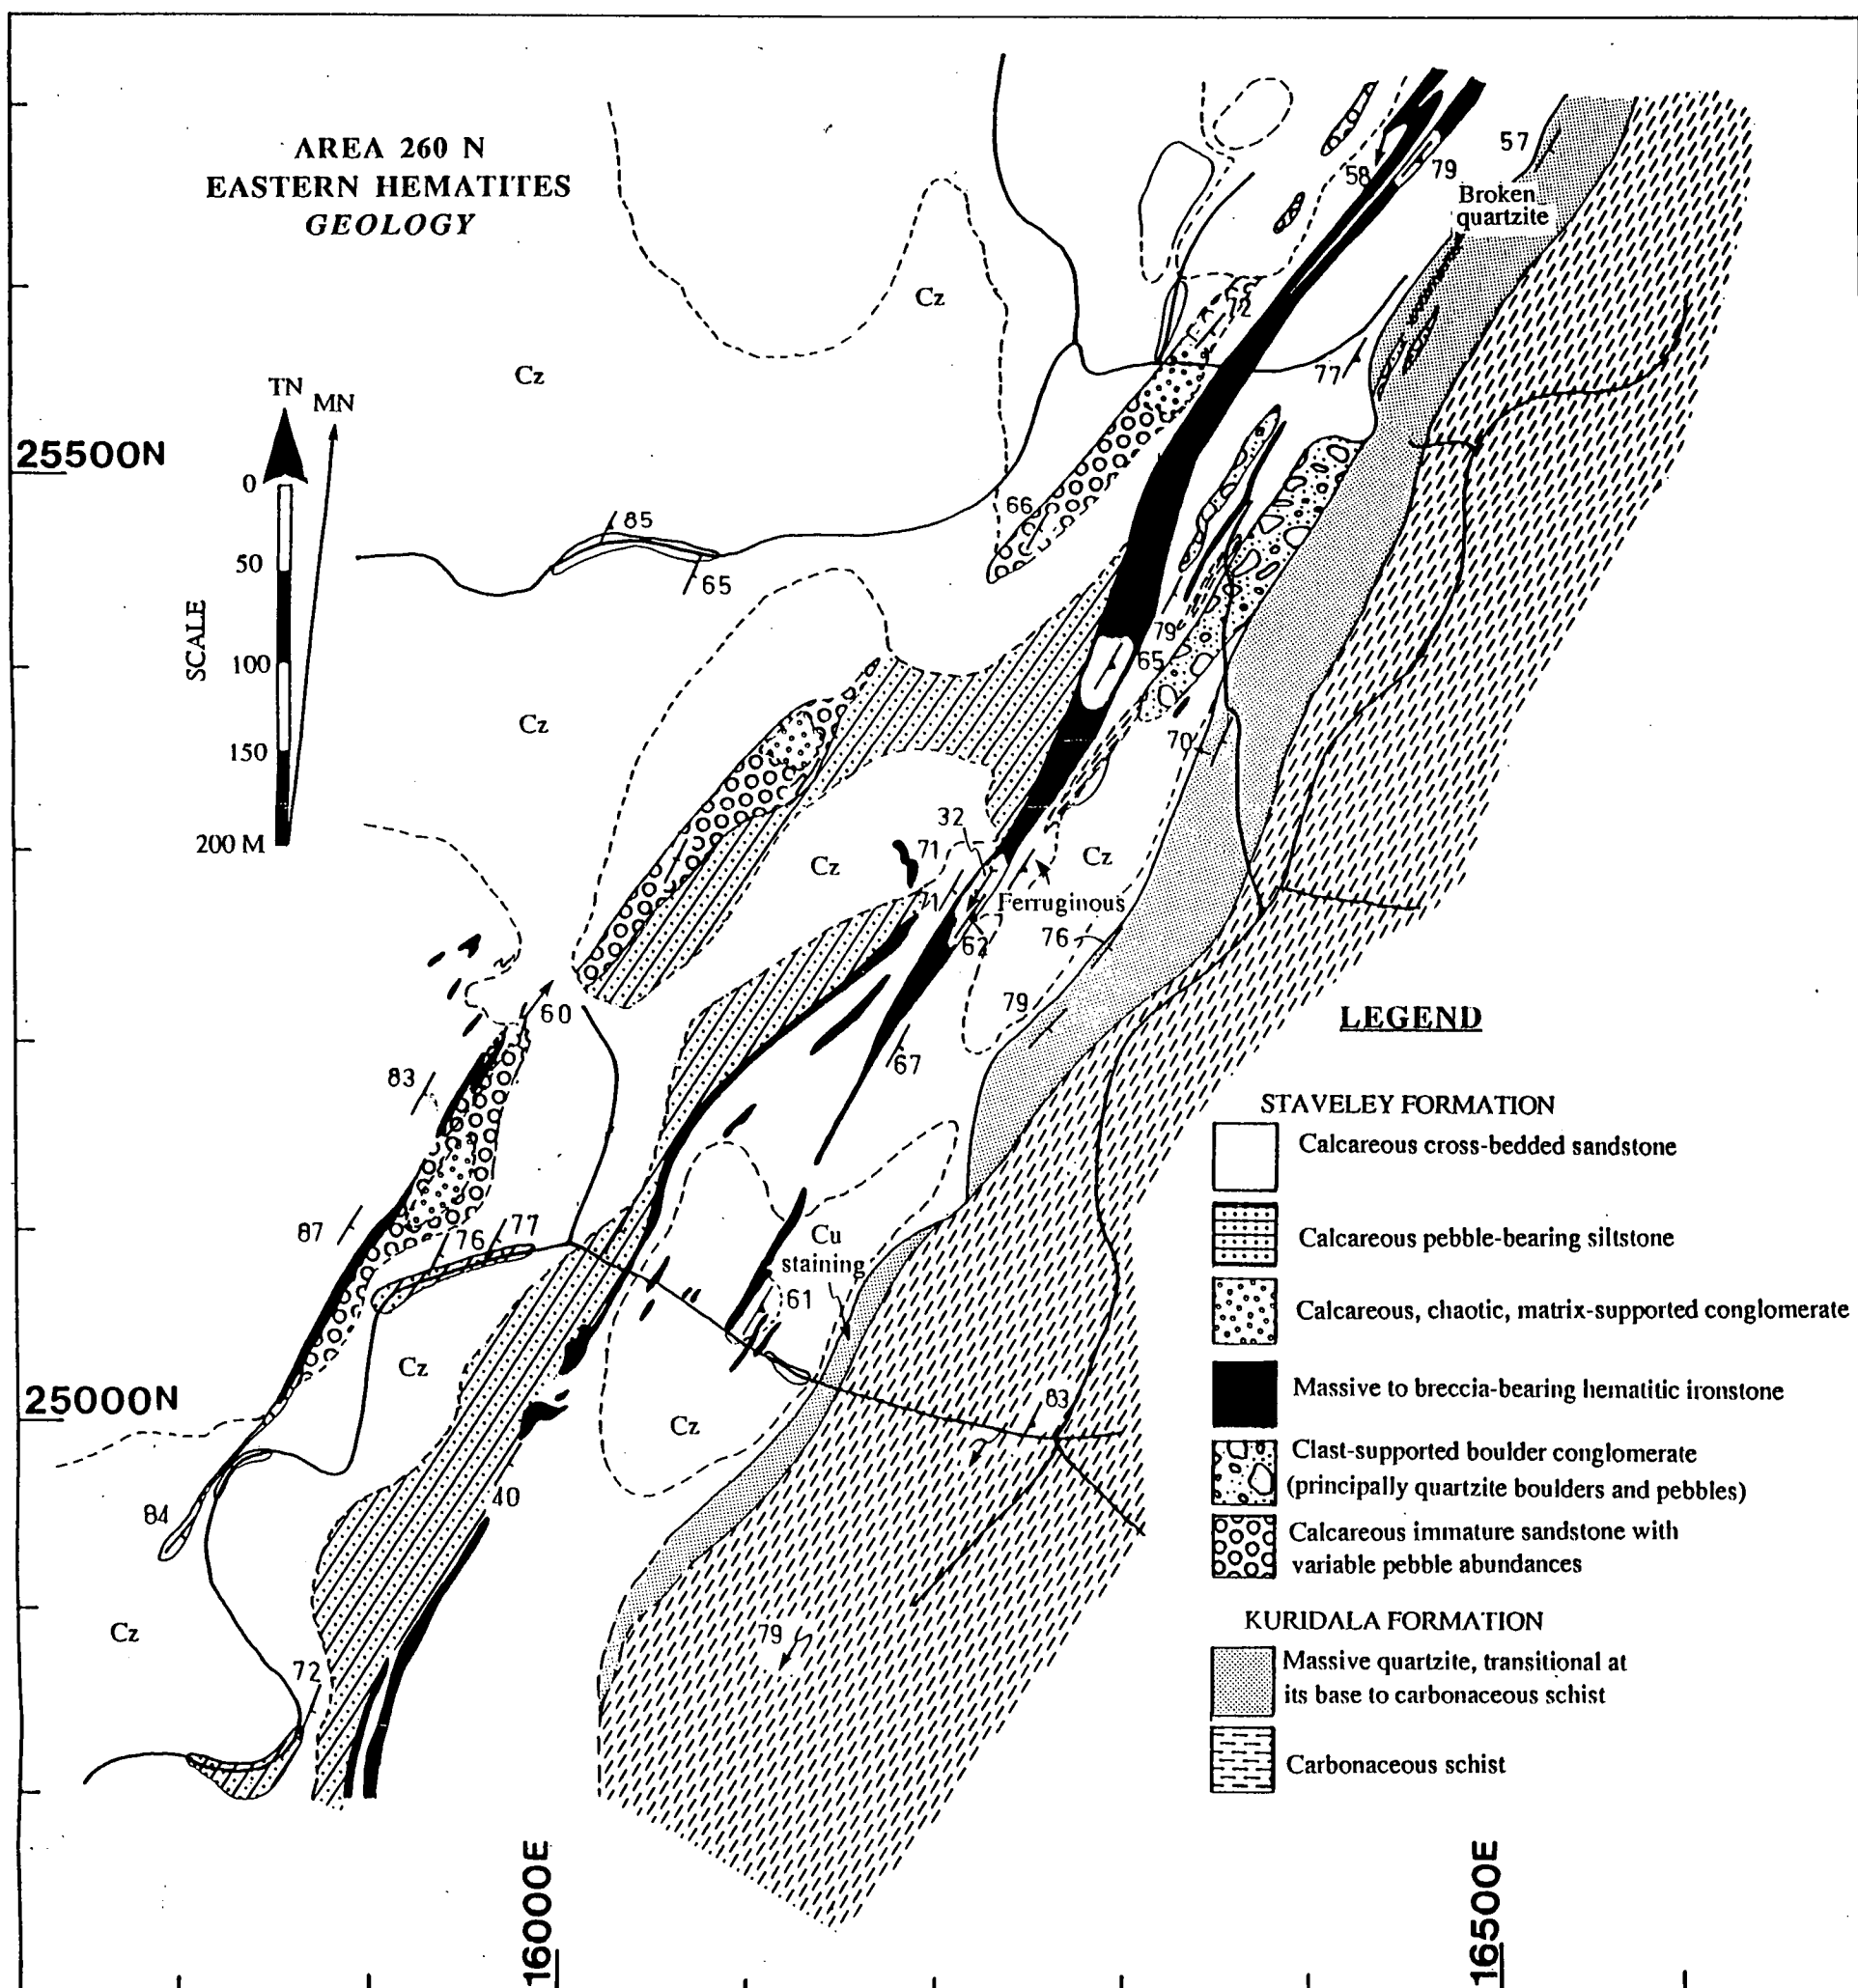 AREA 260 N
EASTERN HEMATITES
GEOLOGY
57
58
79
Broken
quartzite
Cz
72
Cz
77
TN
MN
25500N
0
66
85
50
65
SCALE
79
100
65
Cz
150
70
200 M
32
71
Cz
Cz
71
Ferruginous
62
76
79
60
LEGEND
67
83
STAVELEY FORMATION
Calcareous cross-bedded sandstone
87
76
77
Cu
staining
Calcareous pebble-bearing siltstone
61
Calcareous, chaotic, matrix-supported conglomerate
Cz
25000N
Massive to breccia-bearing hematitic ironstone
83
Cz
Clast-supported boulder conglomerate
(principally quartzite boulders and pebbles)
40
84
Calcareous immature sandstone with
variable pebble abundances
Cz
KURIDALA FORMATION
79
72
Massive quartzite, transitional at
its base to carbonaceous schist
Carbonaceous schist
16000E
16500E